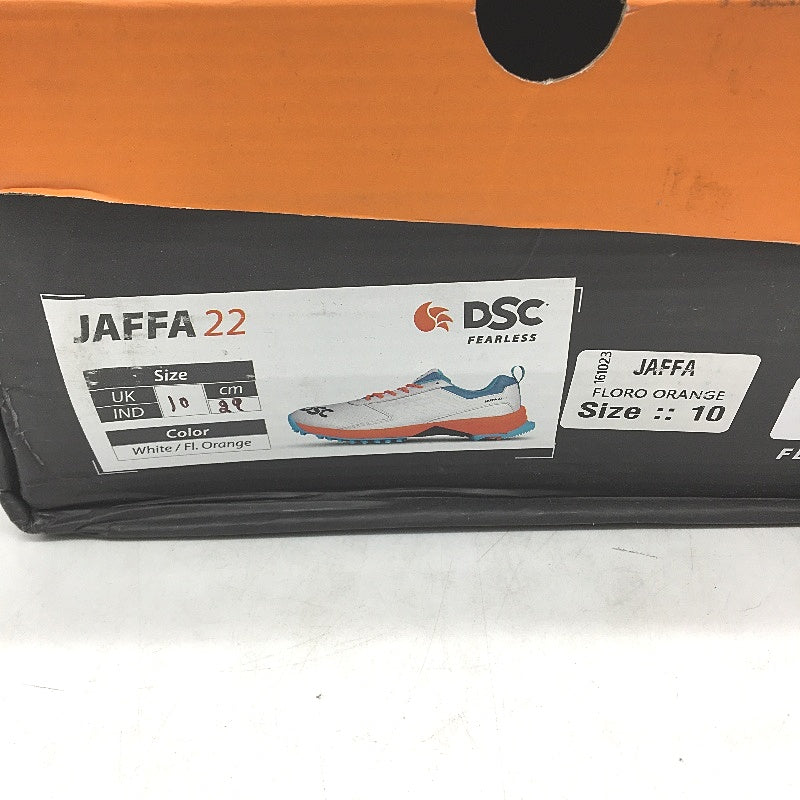 JAFFA 22
DSC
FEARLESS
Size
UK
IND
10
cm
29
Color
White / Fl. Orange
DSC
161023
JAFFA
FLORO ORANGE
Size :: 10